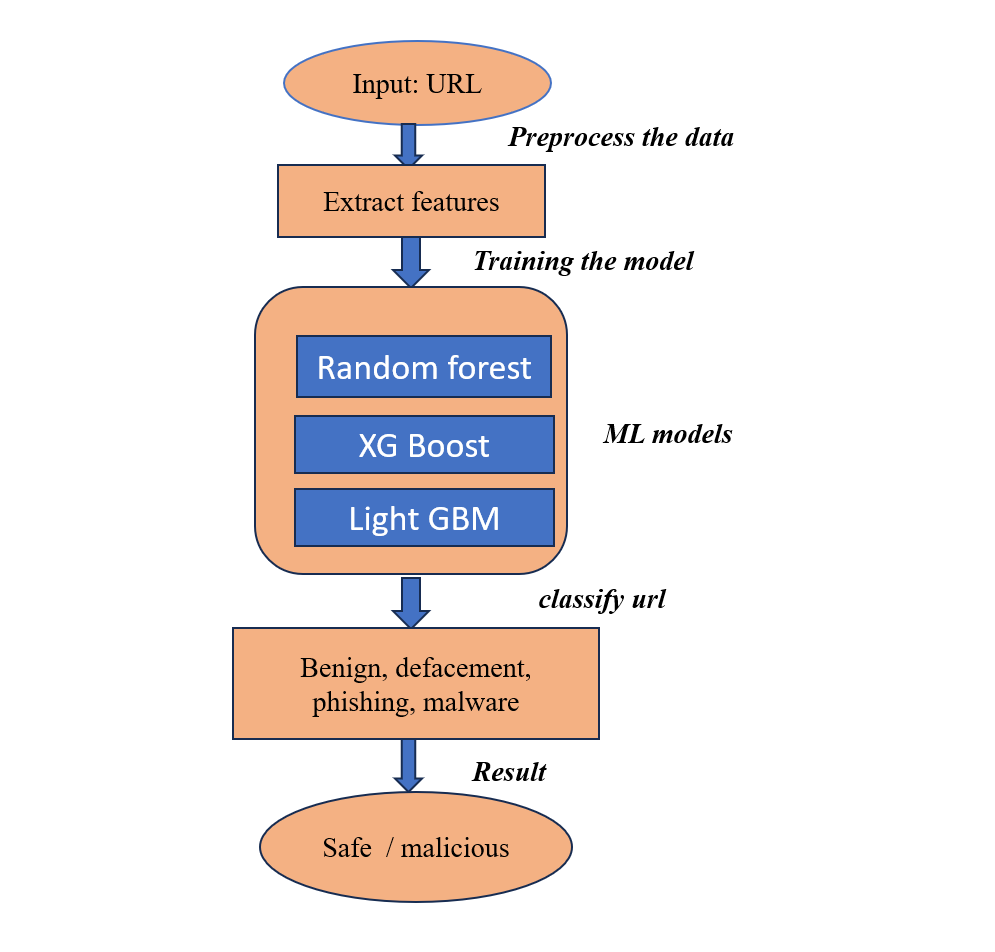 Input: URL
Preprocess the data
Extract features
Training the model
Random forest
XG Boost
ML models
Light GBM
classify url
Benign, defacement,
phishing, malware
Result
Safe / malicious